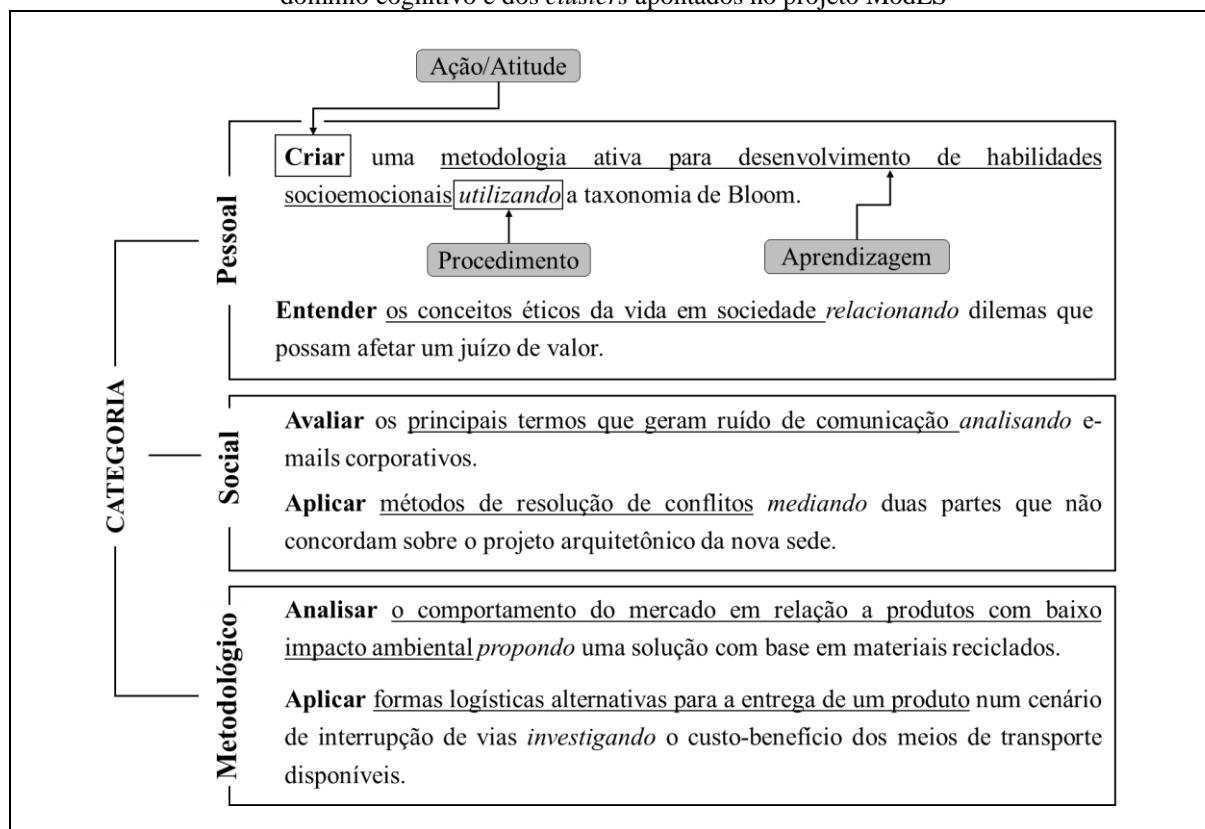 domínio cognitivo e dos clusters apontados no projeto ModES
Ação/Atitude
Criar uma metodologia ativa para desenvolvimento de habilidades
socioemocionais utilizando a taxonomia de Bloom.
Procedimento
Aprendizagem
Entender os conceitos éticos da vida em sociedade relacionando dilemas que
possam afetar um juízo de valor.
Pessoal
CATEGORIA
Avaliar os principais termos que geram ruído de comunicação analisando e-
mails corporativos.
Aplicar métodos de resolução de conflitos mediando duas partes que não
concordam sobre o projeto arquitetônico da nova sede.
Social
Analisar o comportamento do mercado em relação a produtos com baixo
impacto ambiental propondo uma solução com base em materiais reciclados.
Aplicar formas logísticas alternativas para a entrega de um produto num cenário
de interrupção de vias investigando o custo-benefício dos meios de transporte
disponíveis.
Metodológico